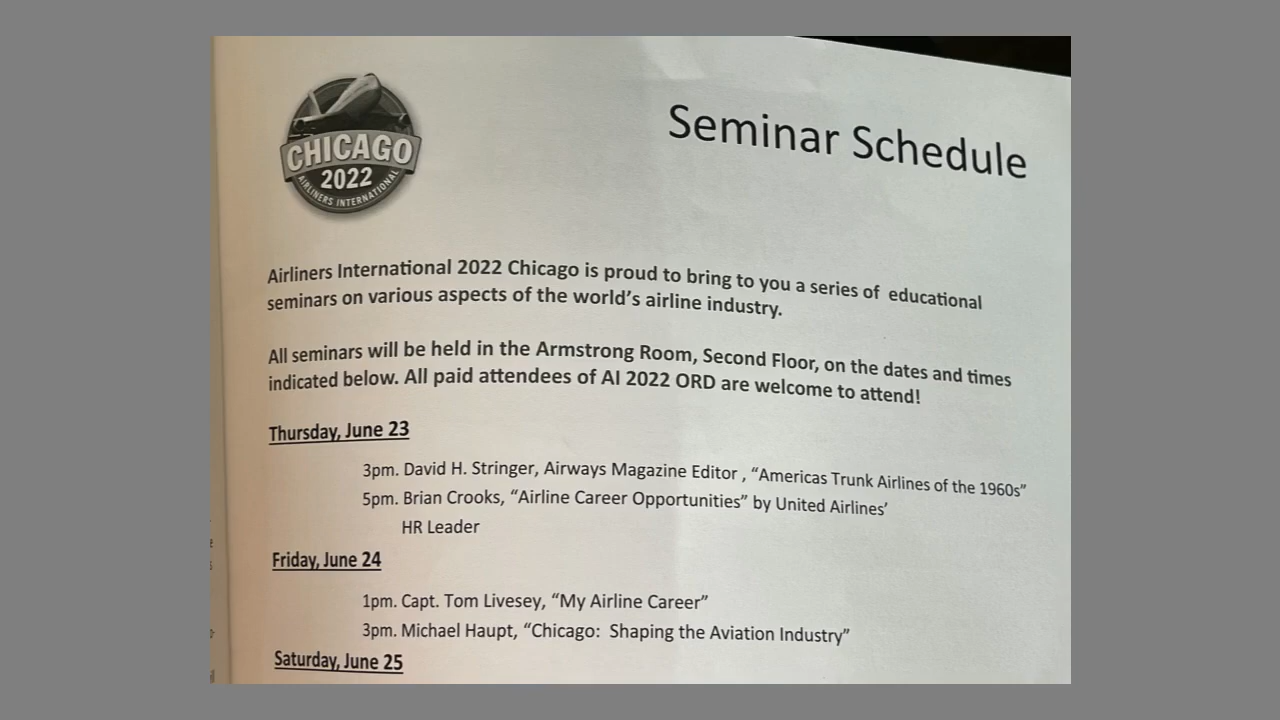 CHICAGO
2022
AIRLINERS INTERNATIONAL
Seminar Schedule
Airliners International 2022 Chicago is proud to bring to you a series of educational
seminars on various aspects of the world's airline industry.
All seminars will be held in the Armstrong Room, Second Floor, on the dates and times
indicated below. All paid attendees of AI 2022 ORD are welcome to attend!
Thursday, June 23
3pm. David H. Stringer, Airways Magazine Editor , “Americas Trunk Airlines of the 1960s”
5pm. Brian Crooks, “Airline Career Opportunities” by United Airlines’
HR Leader
Friday, June 24
1pm. Capt. Tom Livesey, “My Airline Career”
3pm. Michael Haupt, “Chicago:  Shaping the Aviation Industry”
Saturday, June 25